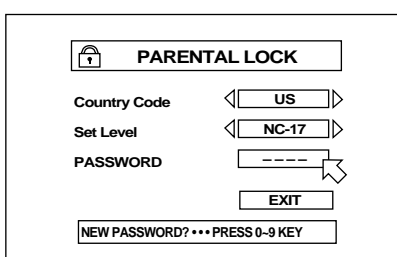 PARENTAL LOCK
Country Code US
Set Level NC-17
PASSWORD – – – –
EXIT
NEW PASSWORD? ••• PRESS 0~9 KEY